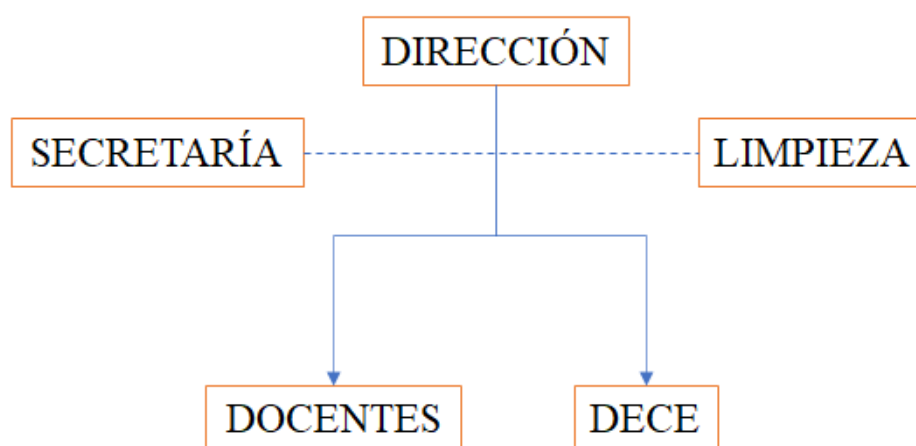 DIRECCIÓN
SECRETARÍA
LIMPIEZA
DOCENTES
DECE